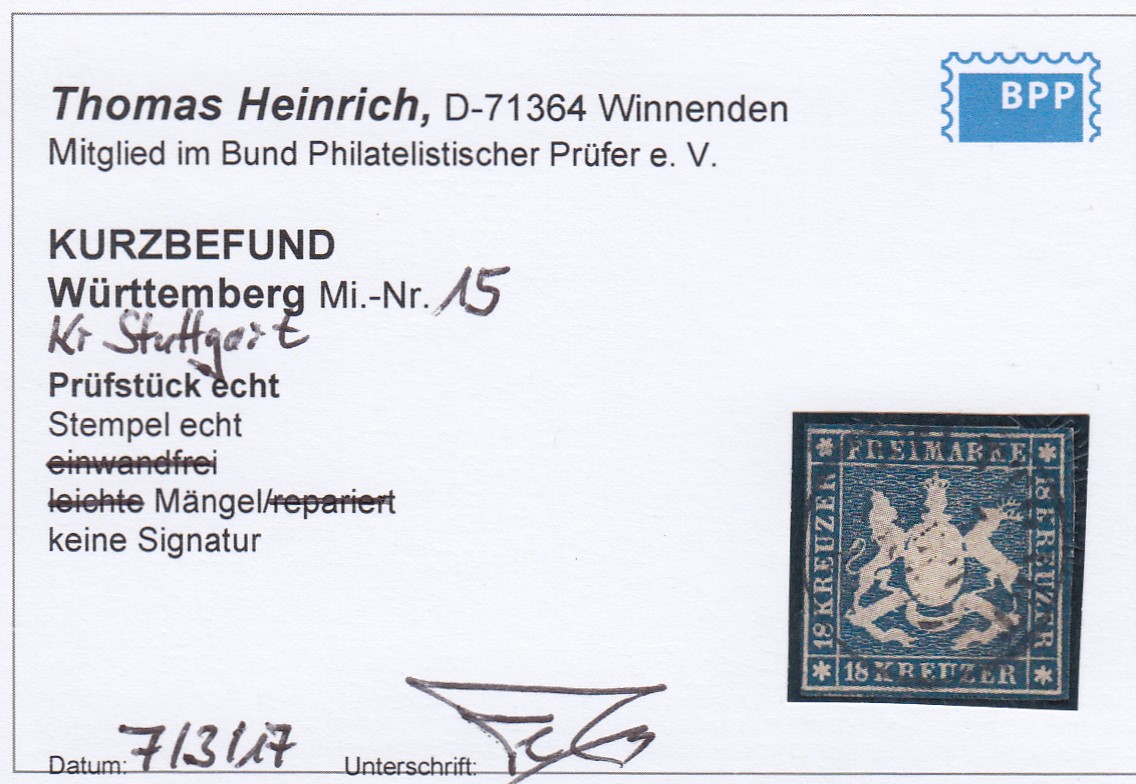 Thomas Heinrich, D-71364 Winnenden
BPP
Mitglied im Bund Philatelistischer Prüfer e. V.
KURZBEFUND
Württemberg Mi.-Nr. 15
Kr Stuttgart
Prüfstück echt
Stempel echt
einwandfrei
leichte Mängel/repariert
keine Signatur
FREIMARKE
18 KREUZER
18 KREUZER
18 KREUZER
Datum: 7/3/17 Unterschrift: